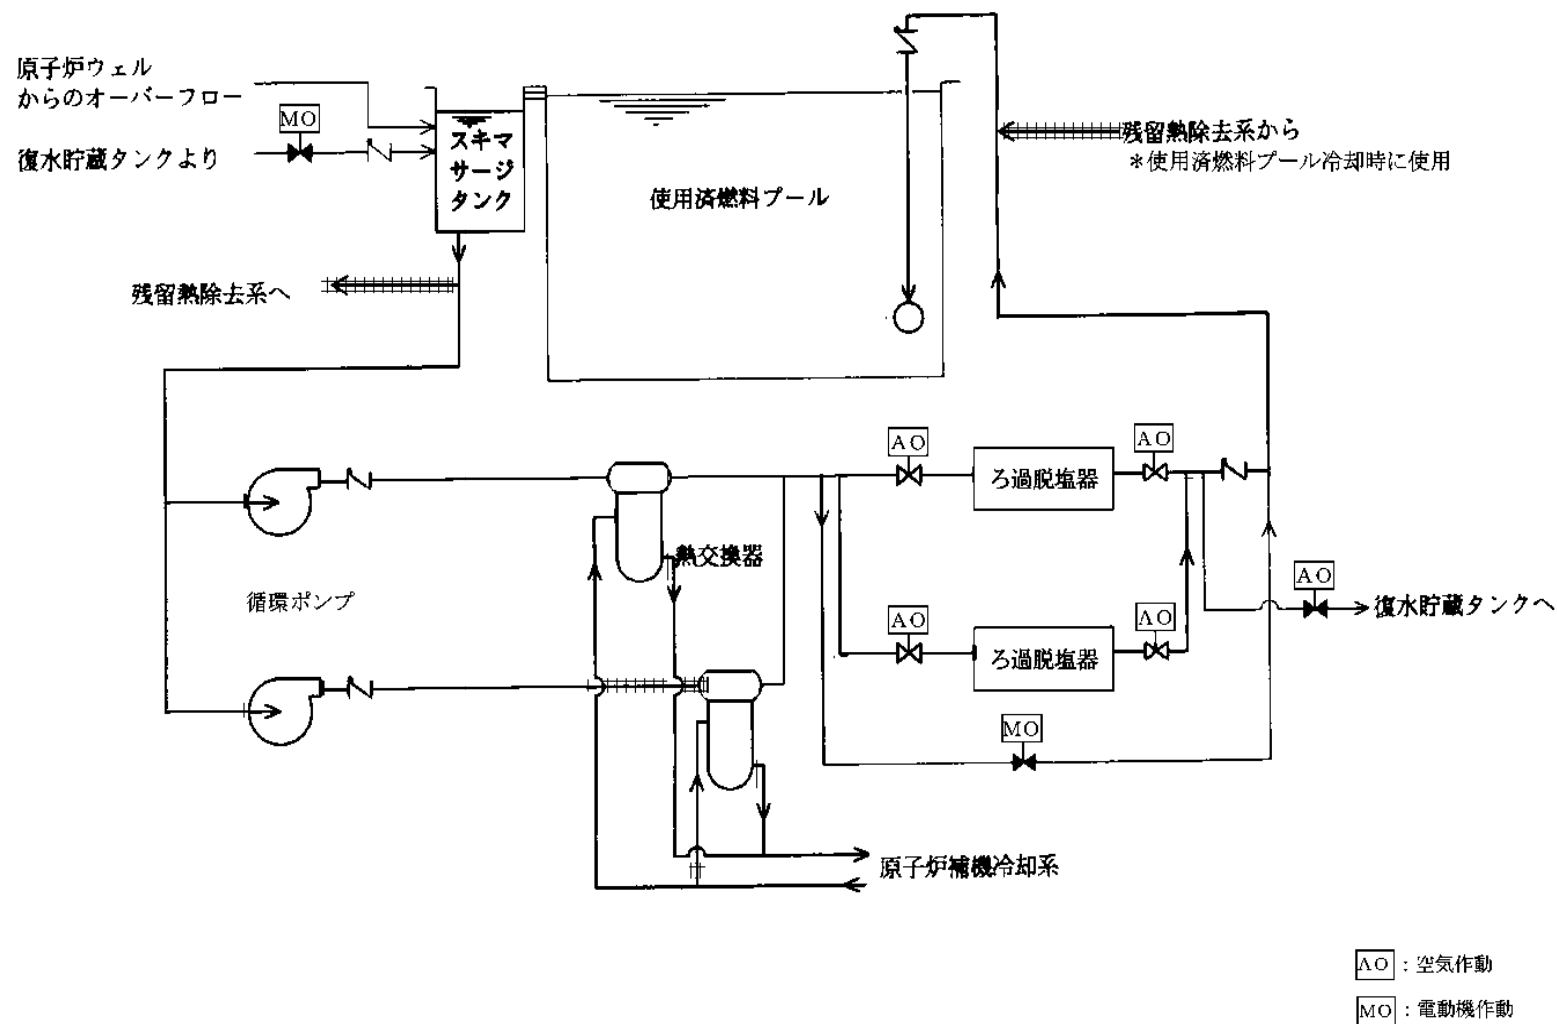 原子炉ウェル
からのオーバーフロー
MO
復水貯蔵タンクより
スキマ
サージ
タンク
使用済燃料プール
残留熱除去系から
*使用済燃料プール冷却時に使用
残留熱除去系へ
AO
AO
ろ過脱塩器
熱交換器
循環ポンプ
AO
AO
AO
復水貯蔵タンクへ
ろ過脱塩器
MO
原子炉補機冷却系
AO:空気作動
MO:電動機作動